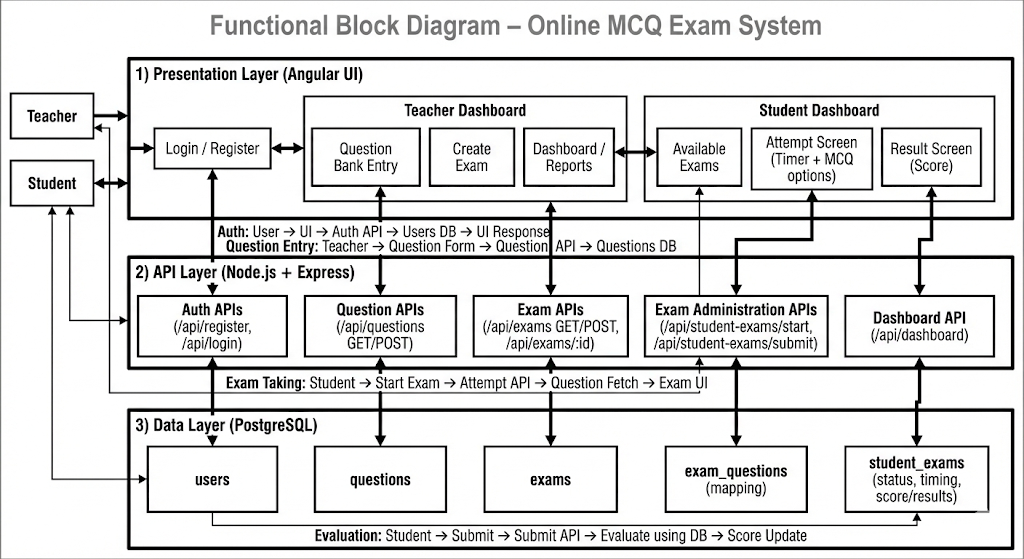 Functional Block Diagram – Online MCQ Exam System
1) Presentation Layer (Angular UI)
Teacher
Student
Login / Register
Teacher Dashboard
Question
Bank Entry
Create
Exam
Dashboard /
Reports
Student Dashboard
Available
Exams
Attempt Screen
(Timer + MCQ
options)
Result Screen
(Score)
Auth: User → UI → Auth API → Users DB → UI Response
Question Entry: Teacher → Question Form → Question API → Questions DB
2) API Layer (Node.js + Express)
Auth APIs
(/api/register,
/api/login)
Question APIs
(/api/questions
GET/POST)
Exam APIs
(/api/exams GET/POST,
/api/exams/:id)
Exam Administration APIs
(/api/student-exams/start,
/api/student-exams/submit)
Dashboard API
(/api/dashboard)
Exam Taking: Student → Start Exam → Attempt API → Question Fetch → Exam UI
3) Data Layer (PostgreSQL)
users
questions
exams
exam_questions
(mapping)
student_exams
(status, timing,
score/results)
Evaluation: Student → Submit → Submit API → Evaluate using DB → Score Update